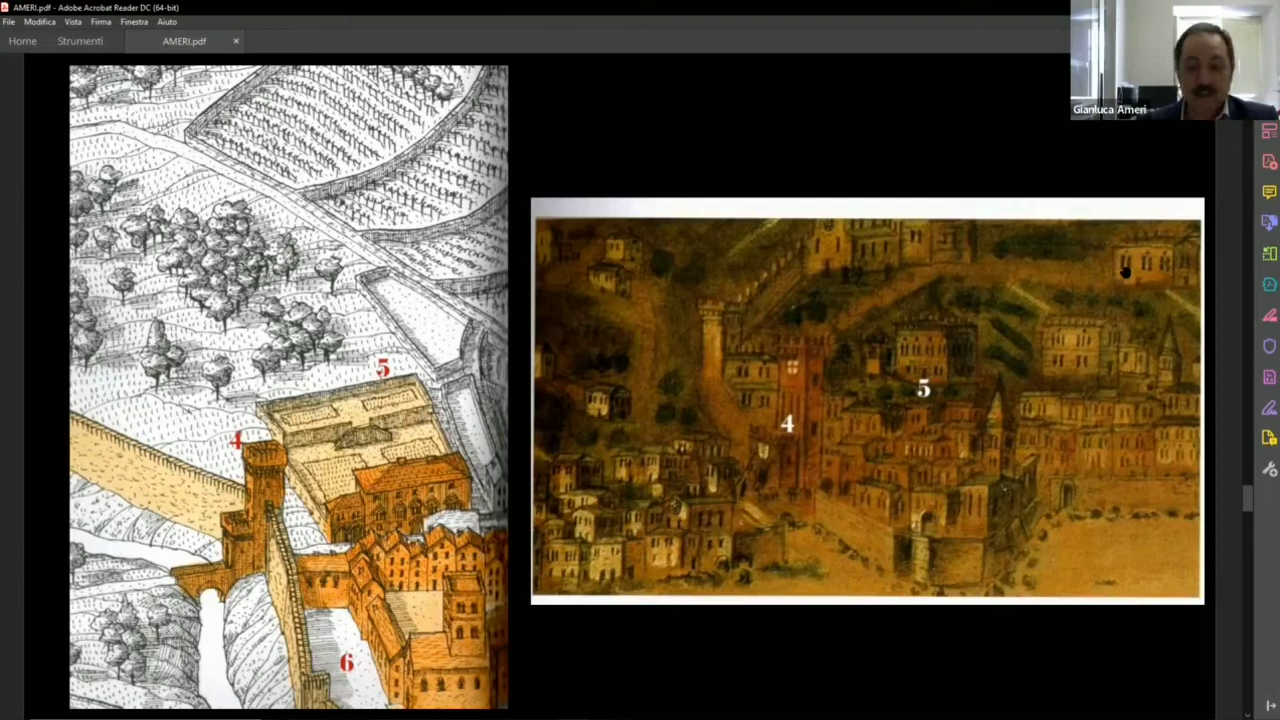 AMERI.pdf - Adobe Acrobat Reader DC (64-bit)
File Modifica Vista Firma Finestra Aiuto
Home Strumenti AMERI.pdf ×
Gianluca Ameri
5
4
6
4
5